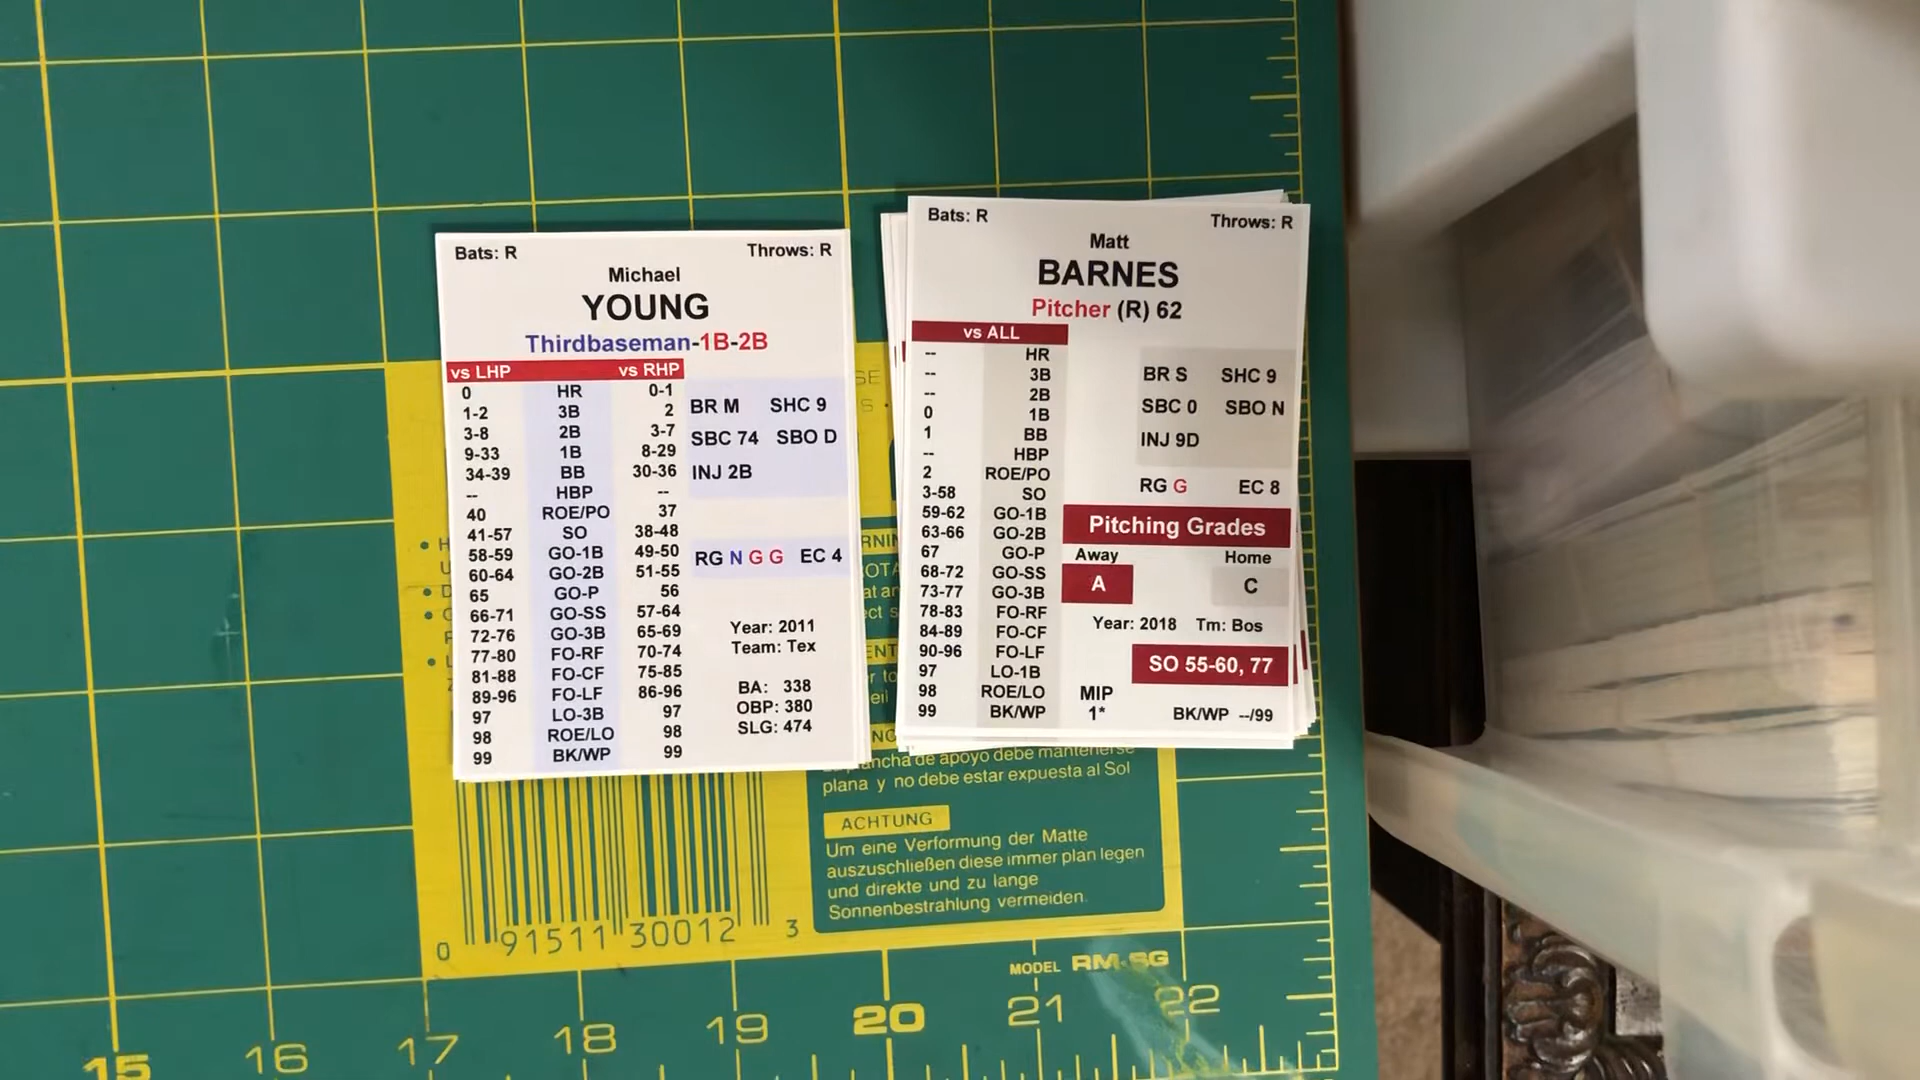 Bats: R Throws: R
Michael
YOUNG
Thirdbaseman-1B-2B
vs LHP vs RHP
0 HR 0-1
1-2 3B 2
3-8 2B 3-7
9-33 1B 8-29
34-39 BB 30-36
-- HBP --
40 ROE/PO 37
41-57 SO 38-48
58-59 GO-1B 49-50
60-64 GO-2B 51-55
65 GO-P 56
66-71 GO-SS 57-64
72-76 GO-3B 65-69
77-80 FO-RF 70-74
81-88 FO-CF 75-85
89-96 FO-LF 86-96
97 LO-3B 97
98 ROE/LO 98
99 BK/WP 99
BR M SHC 9
SBC 74 SBO D
INJ 2B
RG N G G EC 4
Year: 2011
Team: Tex
BA: 338
OBP: 380
SLG: 474
Bats: R Throws: R
Matt
BARNES
Pitcher (R) 62
vs ALL
-- HR
-- 3B
-- 2B
0 1B
1 BB
-- HBP
2 ROE/PO
3-58 SO
59-62 GO-1B
63-66 GO-2B
67 GO-P
68-72 GO-SS
73-77 GO-3B
78-83 FO-RF
84-89 FO-CF
90-96 FO-LF
97 LO-1B
98 ROE/LO
99 BK/WP
BR S SHC 9
SBC 0 SBO N
INJ 9D
RG G EC 8
Pitching Grades
Away Home
A C
Year: 2018 Tm: Bos
SO 55-60, 77
MIP
1*
BK/WP --/99
plancha de apoyo debe mantenerse
plana y no debe estar expuesta al Sol
ACHTUNG
Um eine Verformung der Matte
auszuschließen diese immer plan legen
und direkte und zu lange
Sonnenbestrahlung vermeiden.
0 91511 30012 3
MODEL RM-SG
15 16 17 18 19 20 21 22